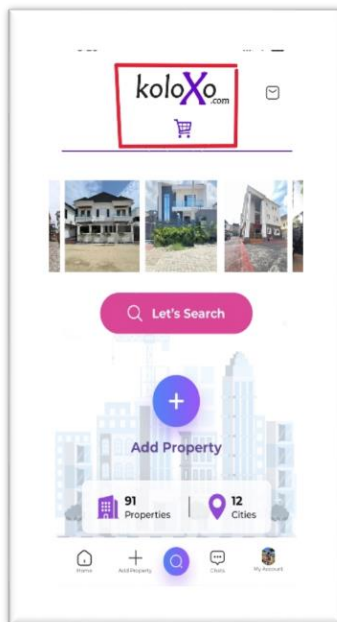 koloXo
.com
Let's Search
Add Property
91
Properties
12
Cities
Home
Add Property
Chats
My Account